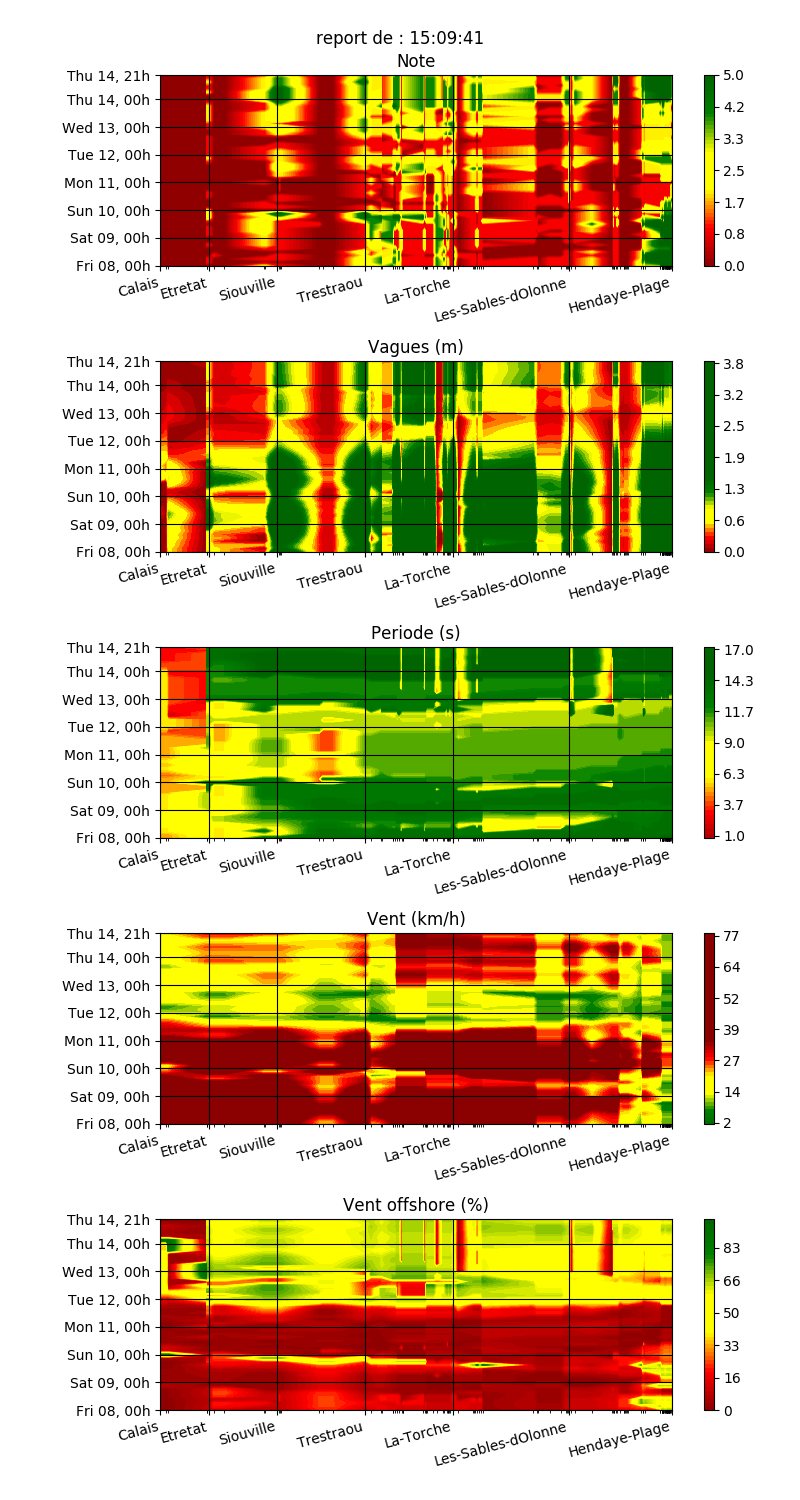 report de : 15:09:41
Note
Thu 14, 21h
Thu 14, 00h
Wed 13, 00h
Tue 12, 00h
Mon 11, 00h
Sun 10, 00h
Sat 09, 00h
Fri 08, 00h
Calais Etretat Siouville Trestraou La-Torche Les-Sables-dOlonne Hendaye-Plage
5.0
4.2
3.3
2.5
1.7
0.8
0.0
Vagues (m)
Thu 14, 21h
Thu 14, 00h
Wed 13, 00h
Tue 12, 00h
Mon 11, 00h
Sun 10, 00h
Sat 09, 00h
Fri 08, 00h
Calais Etretat Siouville Trestraou La-Torche Les-Sables-dOlonne Hendaye-Plage
3.8
3.2
2.5
1.9
1.3
0.6
0.0
Periode (s)
Thu 14, 21h
Thu 14, 00h
Wed 13, 00h
Tue 12, 00h
Mon 11, 00h
Sun 10, 00h
Sat 09, 00h
Fri 08, 00h
Calais Etretat Siouville Trestraou La-Torche Les-Sables-dOlonne Hendaye-Plage
17.0
14.3
11.7
9.0
6.3
3.7
1.0
Vent (km/h)
Thu 14, 21h
Thu 14, 00h
Wed 13, 00h
Tue 12, 00h
Mon 11, 00h
Sun 10, 00h
Sat 09, 00h
Fri 08, 00h
Calais Etretat Siouville Trestraou La-Torche Les-Sables-dOlonne Hendaye-Plage
77
64
52
39
27
14
2
Vent offshore (%)
Thu 14, 21h
Thu 14, 00h
Wed 13, 00h
Tue 12, 00h
Mon 11, 00h
Sun 10, 00h
Sat 09, 00h
Fri 08, 00h
Calais Etretat Siouville Trestraou La-Torche Les-Sables-dOlonne Hendaye-Plage
83
66
50
33
16
0